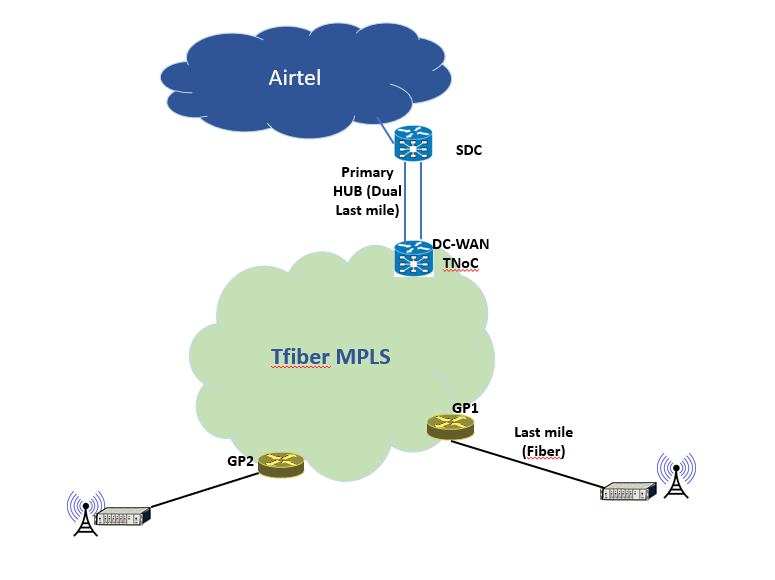 Airtel
SDC
Primary
HUB (Dual
Last mile)
DC-WAN
TNoC
Tfiber MPLS
GP1
Last mile
(Fiber)
GP2